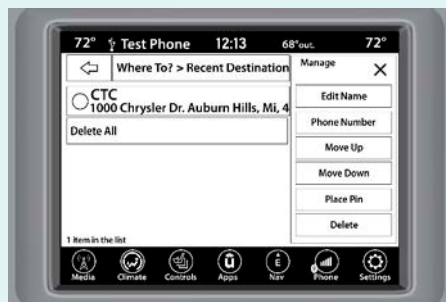 72° Test Phone 12:13 68°out. 72°
Where To? > Recent Destination
Manage
X
CTC
1000 Chrysler Dr. Auburn Hills, Mi, 4
Delete All
Edit Name
Phone Number
Move Up
Move Down
Place Pin
Delete
1 item in the list
Media Climate Controls Apps Nav Phone Settings